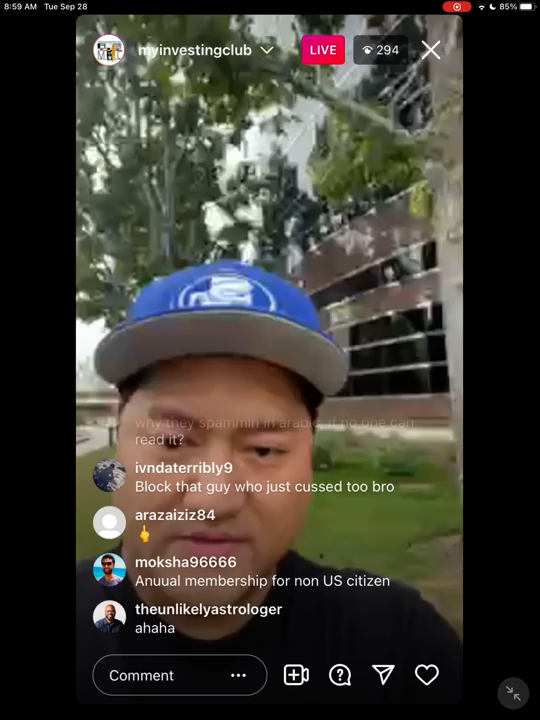 8:59 AM Tue Sep 28
85%
myinvestingclub
LIVE
294
why they spammin in arabic, if no one can
read it?
ivndaterribly9
Block that guy who just cussed too bro
arazaiziz84
👆
moksha96666
Anuual membership for non US citizen
theunlikelyastrologer
ahaha
Comment